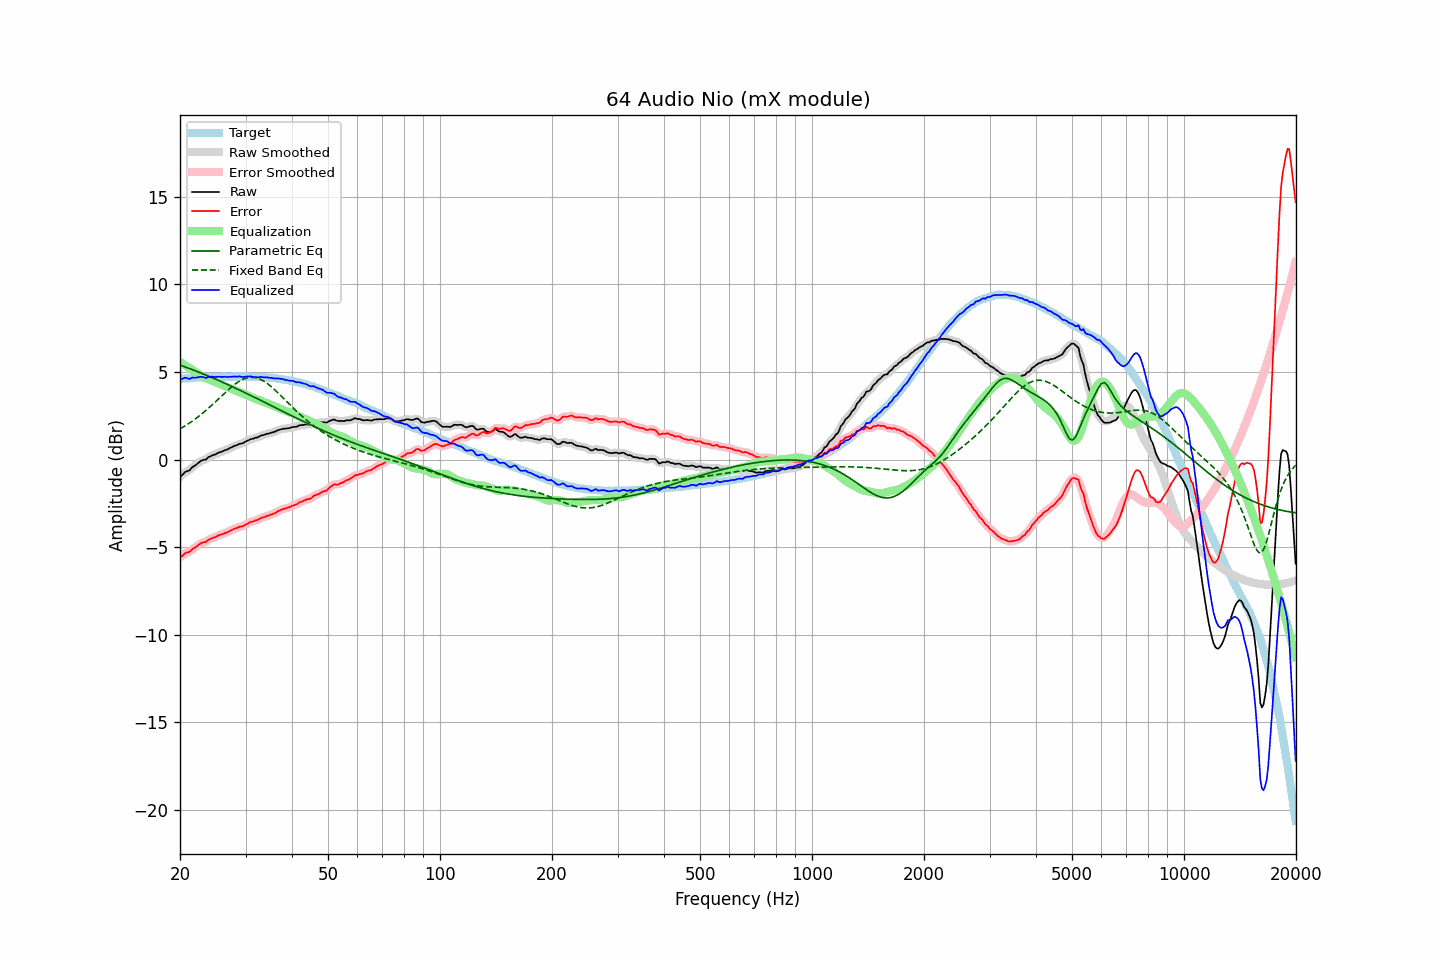 64 Audio Nio (mX module)
Target
Raw Smoothed
Error Smoothed
Raw
Error
Equalization
Parametric Eq
Fixed Band Eq
Equalized
15
10
5
0
−5
−10
−15
−20
Amplitude (dBr)
20 50 100 200 500 1000 2000 5000 10000 20000
Frequency (Hz)